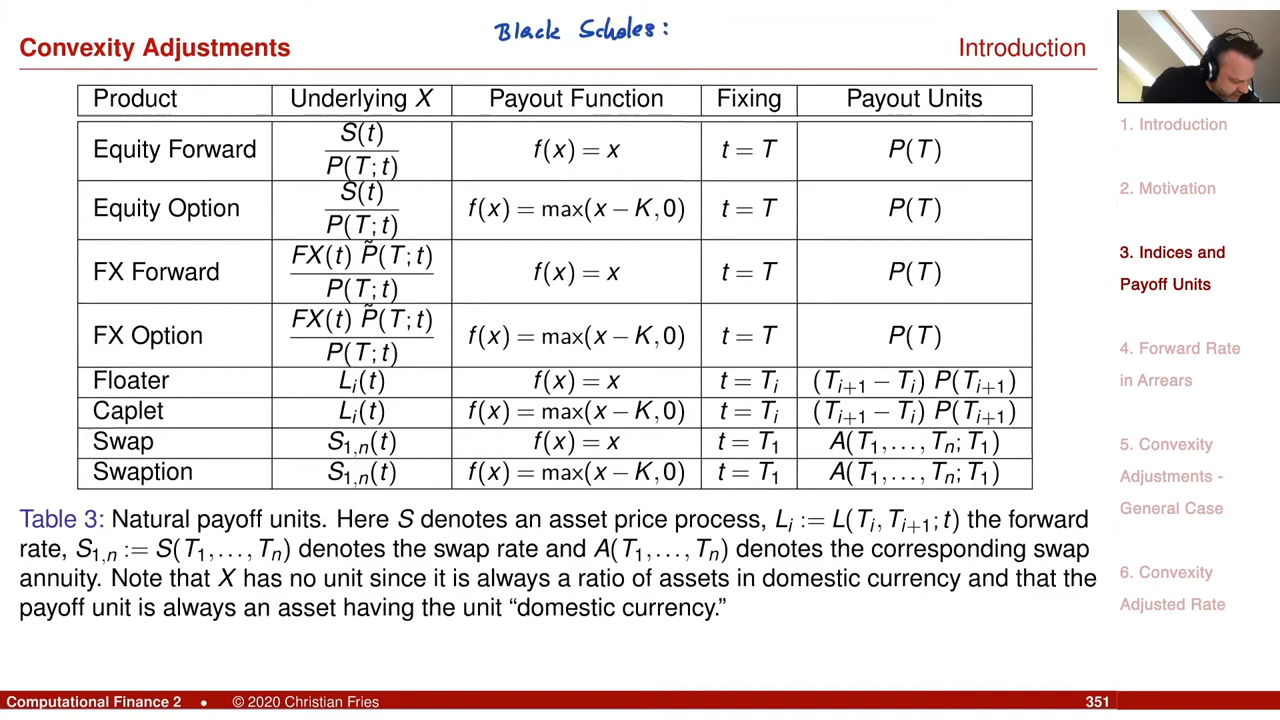 Black Scholes:
Convexity Adjustments Introduction
Product Underlying X Payout Function Fixing Payout Units
Equity Forward S(t) / P(T; t) f(x) = x t = T P(T)
Equity Option S(t) / P(T; t) f(x) = max(x − K, 0) t = T P(T)
FX Forward FX(t) P̃(T; t) / P(T; t) f(x) = x t = T P(T)
FX Option FX(t) P̃(T; t) / P(T; t) f(x) = max(x − K, 0) t = T P(T)
Floater L_i(t) f(x) = x t = T_i (T_{i+1} − T_i) P(T_{i+1})
Caplet L_i(t) f(x) = max(x − K, 0) t = T_i (T_{i+1} − T_i) P(T_{i+1})
Swap S_{1,n}(t) f(x) = x t = T_1 A(T_1, …, T_n; T_1)
Swaption S_{1,n}(t) f(x) = max(x − K, 0) t = T_1 A(T_1, …, T_n; T_1)
Table 3: Natural payoff units. Here S denotes an asset price process, L_i := L(T_i, T_{i+1}; t) the forward
rate, S_{1,n} := S(T_1, …, T_n) denotes the swap rate and A(T_1, …, T_n) denotes the corresponding swap
annuity. Note that X has no unit since it is always a ratio of assets in domestic currency and that the
payoff unit is always an asset having the unit “domestic currency.”
1. Introduction
2. Motivation
3. Indices and
Payoff Units
4. Forward Rate
in Arrears
5. Convexity
Adjustments -
General Case
6. Convexity
Adjusted Rate
Computational Finance 2 • © 2020 Christian Fries 351